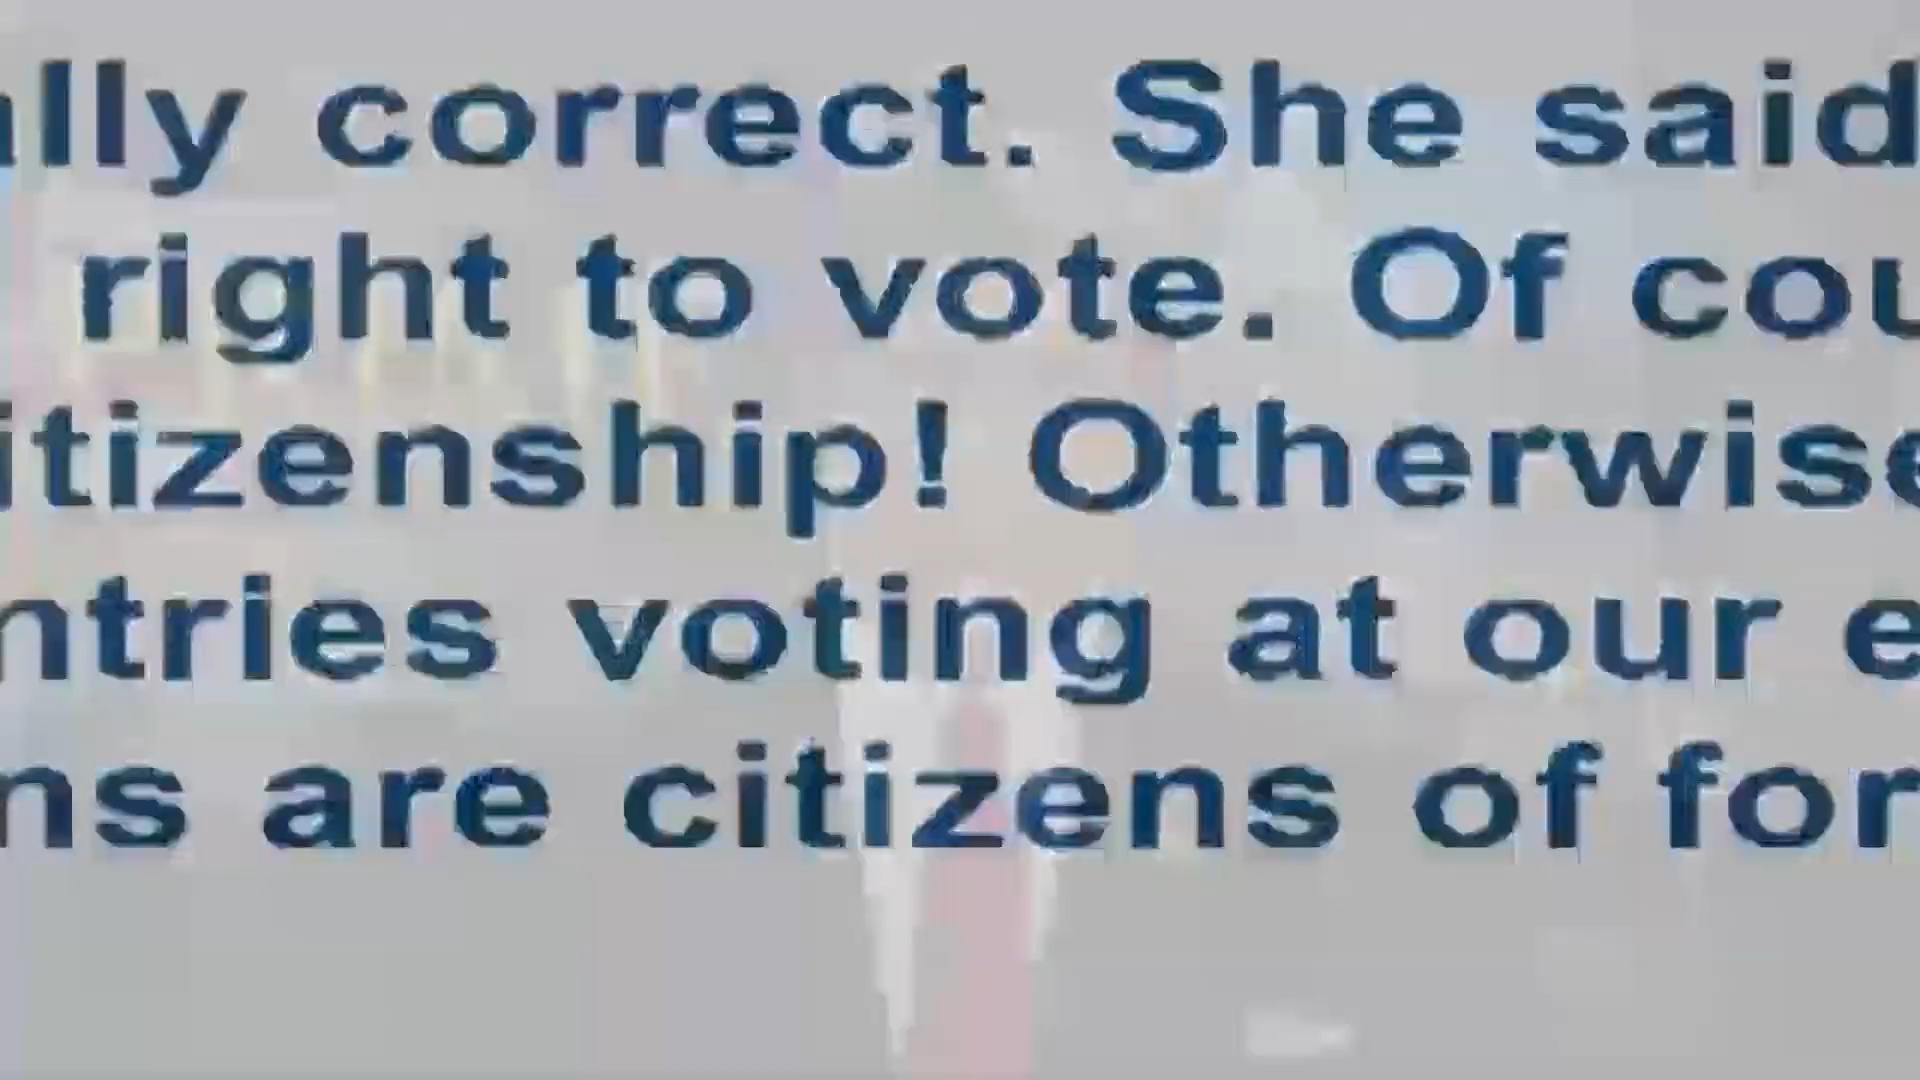 ally correct. She said
right to vote. Of cou
itizenship! Otherwise
ntries voting at our e
ns are citizens of for